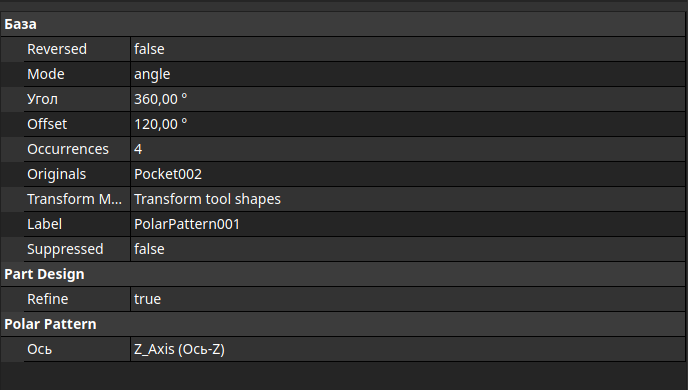 База
Reversed false
Mode angle
Угол 360,00 °
Offset 120,00 °
Occurrences 4
Originals Pocket002
Transform M... Transform tool shapes
Label PolarPattern001
Suppressed false
Part Design
Refine true
Polar Pattern
Ось Z_Axis (Ось-Z)